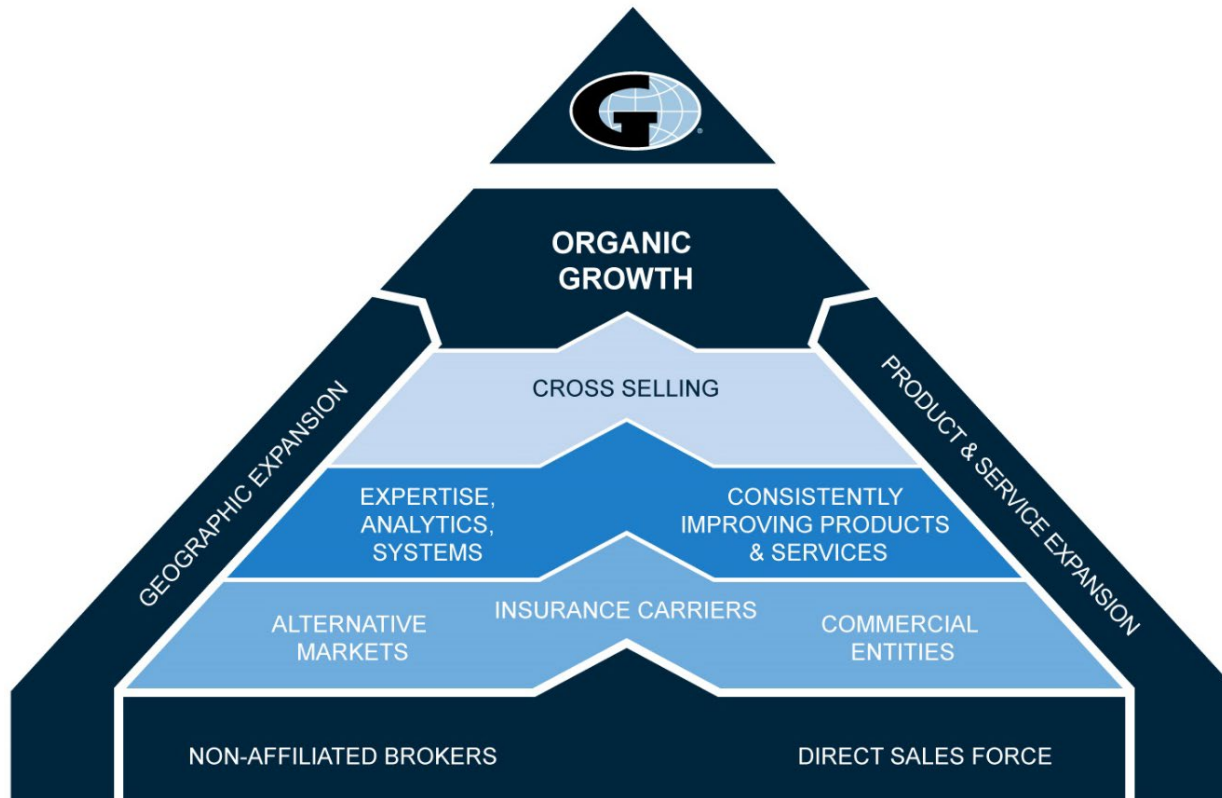 G
ORGANIC
GROWTH
CROSS SELLING
GEOGRAPHIC EXPANSION
PRODUCT & SERVICE EXPANSION
EXPERTISE,
ANALYTICS,
SYSTEMS
CONSISTENTLY
IMPROVING PRODUCTS
& SERVICES
INSURANCE CARRIERS
ALTERNATIVE
MARKETS
COMMERCIAL
ENTITIES
NON-AFFILIATED BROKERS
DIRECT SALES FORCE